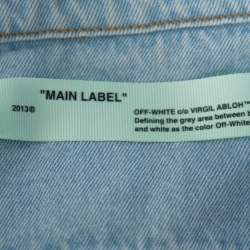 "MAIN LABEL"
2013®
OFF-WHITE c/o VIRGIL ABLOH™
Defining the grey area between b
and white as the color Off-White